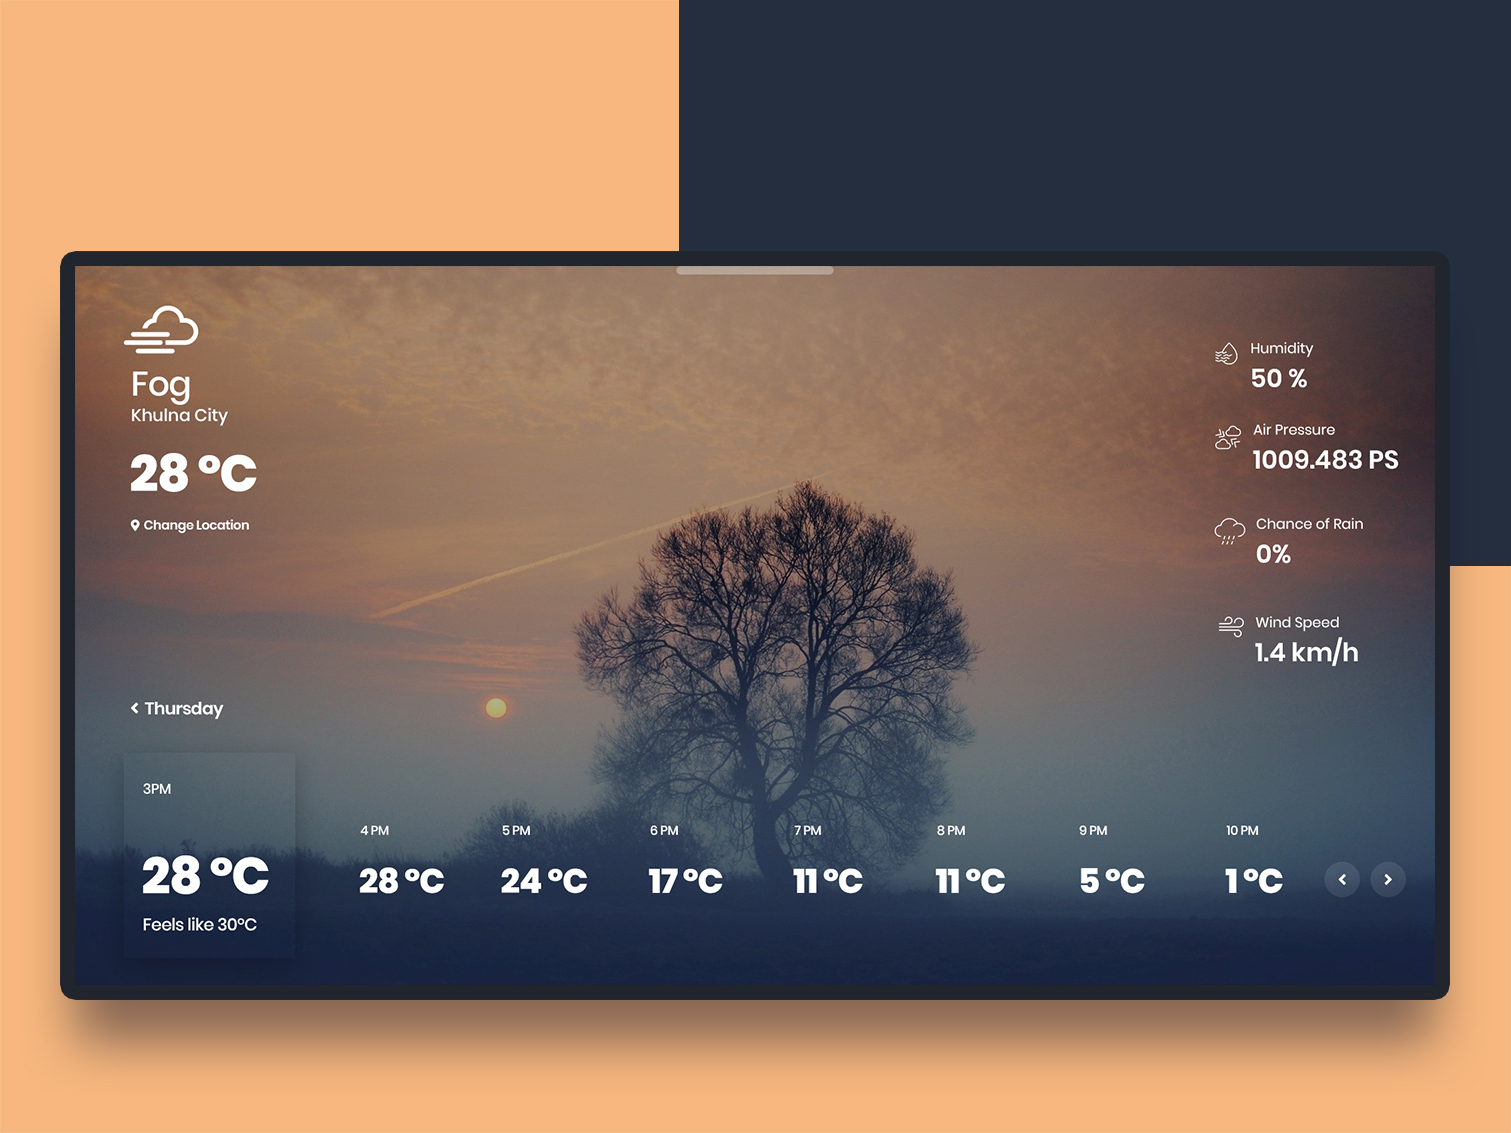 Fog
Khulna City
28 °C
Change Location
Humidity
50 %
Air Pressure
1009.483 PS
Chance of Rain
0%
Wind Speed
1.4 km/h
Thursday
3PM
28 °C
Feels like 30°C
4 PM
28 °C
5 PM
24 °C
6 PM
17 °C
7 PM
11 °C
8 PM
11 °C
9 PM
5 °C
10 PM
1 °C